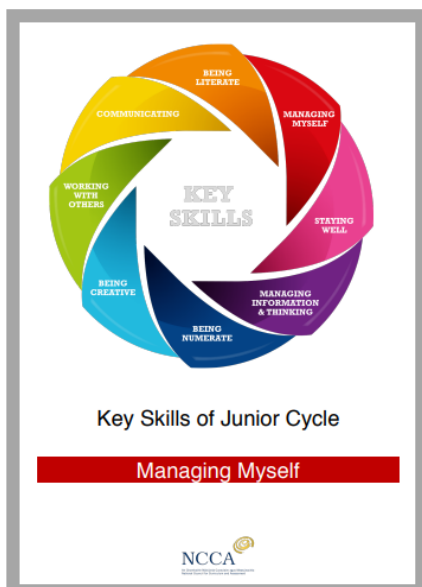 BEING
LITERATE
MANAGING
MYSELF
STAYING
WELL
MANAGING
INFORMATION
& THINKING
BEING
NUMERATE
BEING
CREATIVE
WORKING
WITH
OTHERS
COMMUNICATING
KEY
SKILLS
Key Skills of Junior Cycle
Managing Myself
NCCA